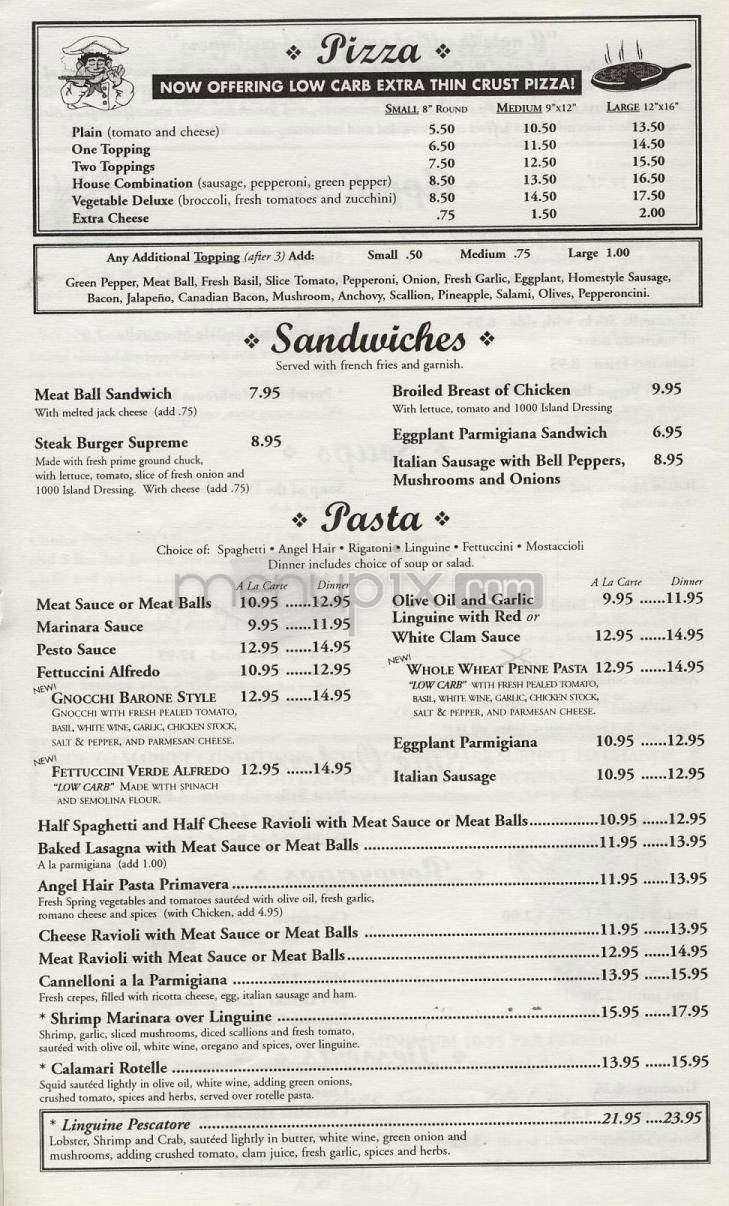 Pizza
NOW OFFERING LOW CARB EXTRA THIN CRUST PIZZA!
SMALL 8" ROUND MEDIUM 9"x12" LARGE 12"x16"
Plain (tomato and cheese) 5.50 10.50 13.50
One Topping 6.50 11.50 14.50
Two Toppings 7.50 12.50 15.50
House Combination (sausage, pepperoni, green pepper) 8.50 13.50 16.50
Vegetable Deluxe (broccoli, fresh tomatoes and zucchini) 8.50 14.50 17.50
Extra Cheese .75 1.50 2.00
Any Additional Topping (after 3) Add: Small .50 Medium .75 Large 1.00
Green Pepper, Meat Ball, Fresh Basil, Slice Tomato, Pepperoni, Onion, Fresh Garlic, Eggplant, Homestyle Sausage,
Bacon, Jalapeño, Canadian Bacon, Mushroom, Anchovy, Scallion, Pineapple, Salami, Olives, Pepperoncini.
Sandwiches
Served with french fries and garnish.
Meat Ball Sandwich 7.95
With melted jack cheese (add .75)
Steak Burger Supreme 8.95
Made with fresh prime ground chuck,
with lettuce, tomato, slice of fresh onion and
1000 Island Dressing. With cheese (add .75)
Broiled Breast of Chicken 9.95
With lettuce, tomato and 1000 Island Dressing
Eggplant Parmigiana Sandwich 6.95
Italian Sausage with Bell Peppers, 8.95
Mushrooms and Onions
Pasta
Choice of: Spaghetti • Angel Hair • Rigatoni • Linguine • Fettuccini • Mostaccioli
Dinner includes choice of soup or salad.
menupix.com
A La Carte Dinner
Meat Sauce or Meat Balls 10.95 ......12.95
Marinara Sauce 9.95 ......11.95
Pesto Sauce 12.95 ......14.95
Fettuccini Alfredo 10.95 ......12.95
NEW!
GNOCCHI BARONE STYLE 12.95 ......14.95
GNOCCHI WITH FRESH PEALED TOMATO,
BASIL, WHITE WINE, GARLIC, CHICKEN STOCK,
SALT & PEPPER, AND PARMESAN CHEESE.
NEW!
FETTUCCINI VERDE ALFREDO 12.95 ......14.95
"LOW CARB" MADE WITH SPINACH
AND SEMOLINA FLOUR.
A La Carte Dinner
Olive Oil and Garlic 9.95 ......11.95
Linguine with Red or
White Clam Sauce 12.95 ......14.95
NEW!
WHOLE WHEAT PENNE PASTA 12.95 ......14.95
"LOW CARB" WITH FRESH PEALED TOMATO,
BASIL, WHITE WINE, GARLIC, CHICKEN STOCK,
SALT & PEPPER, AND PARMESAN CHEESE.
Eggplant Parmigiana 10.95 ......12.95
Italian Sausage 10.95 ......12.95
Half Spaghetti and Half Cheese Ravioli with Meat Sauce or Meat Balls................10.95 ......12.95
Baked Lasagna with Meat Sauce or Meat Balls ......................................................11.95 ......13.95
A la parmigiana (add 1.00)
Angel Hair Pasta Primavera ....................................................................................11.95 ......13.95
Fresh Spring vegetables and tomatoes sautéed with olive oil, fresh garlic,
romano cheese and spices (with Chicken, add 4.95)
Cheese Ravioli with Meat Sauce or Meat Balls ......................................................11.95 ......13.95
Meat Ravioli with Meat Sauce or Meat Balls..........................................................12.95 ......14.95
Cannelloni a la Parmigiana ....................................................................................13.95 ......15.95
Fresh crepes, filled with ricotta cheese, egg, italian sausage and ham.
* Shrimp Marinara over Linguine ..........................................................................15.95 ......17.95
Shrimp, garlic, sliced mushrooms, diced scallions and fresh tomato,
sautéed with olive oil, white wine, oregano and spices, over linguine.
* Calamari Rotelle ..................................................................................................13.95 ......15.95
Squid sautéed lightly in olive oil, white wine, adding green onions,
crushed tomato, spices and herbs, served over rotelle pasta.
* Linguine Pescatore ..............................................................................................21.95 ....23.95
Lobster, Shrimp and Crab, sautéed lightly in butter, white wine, green onion and
mushrooms, adding crushed tomato, clam juice, fresh garlic, spices and herbs.